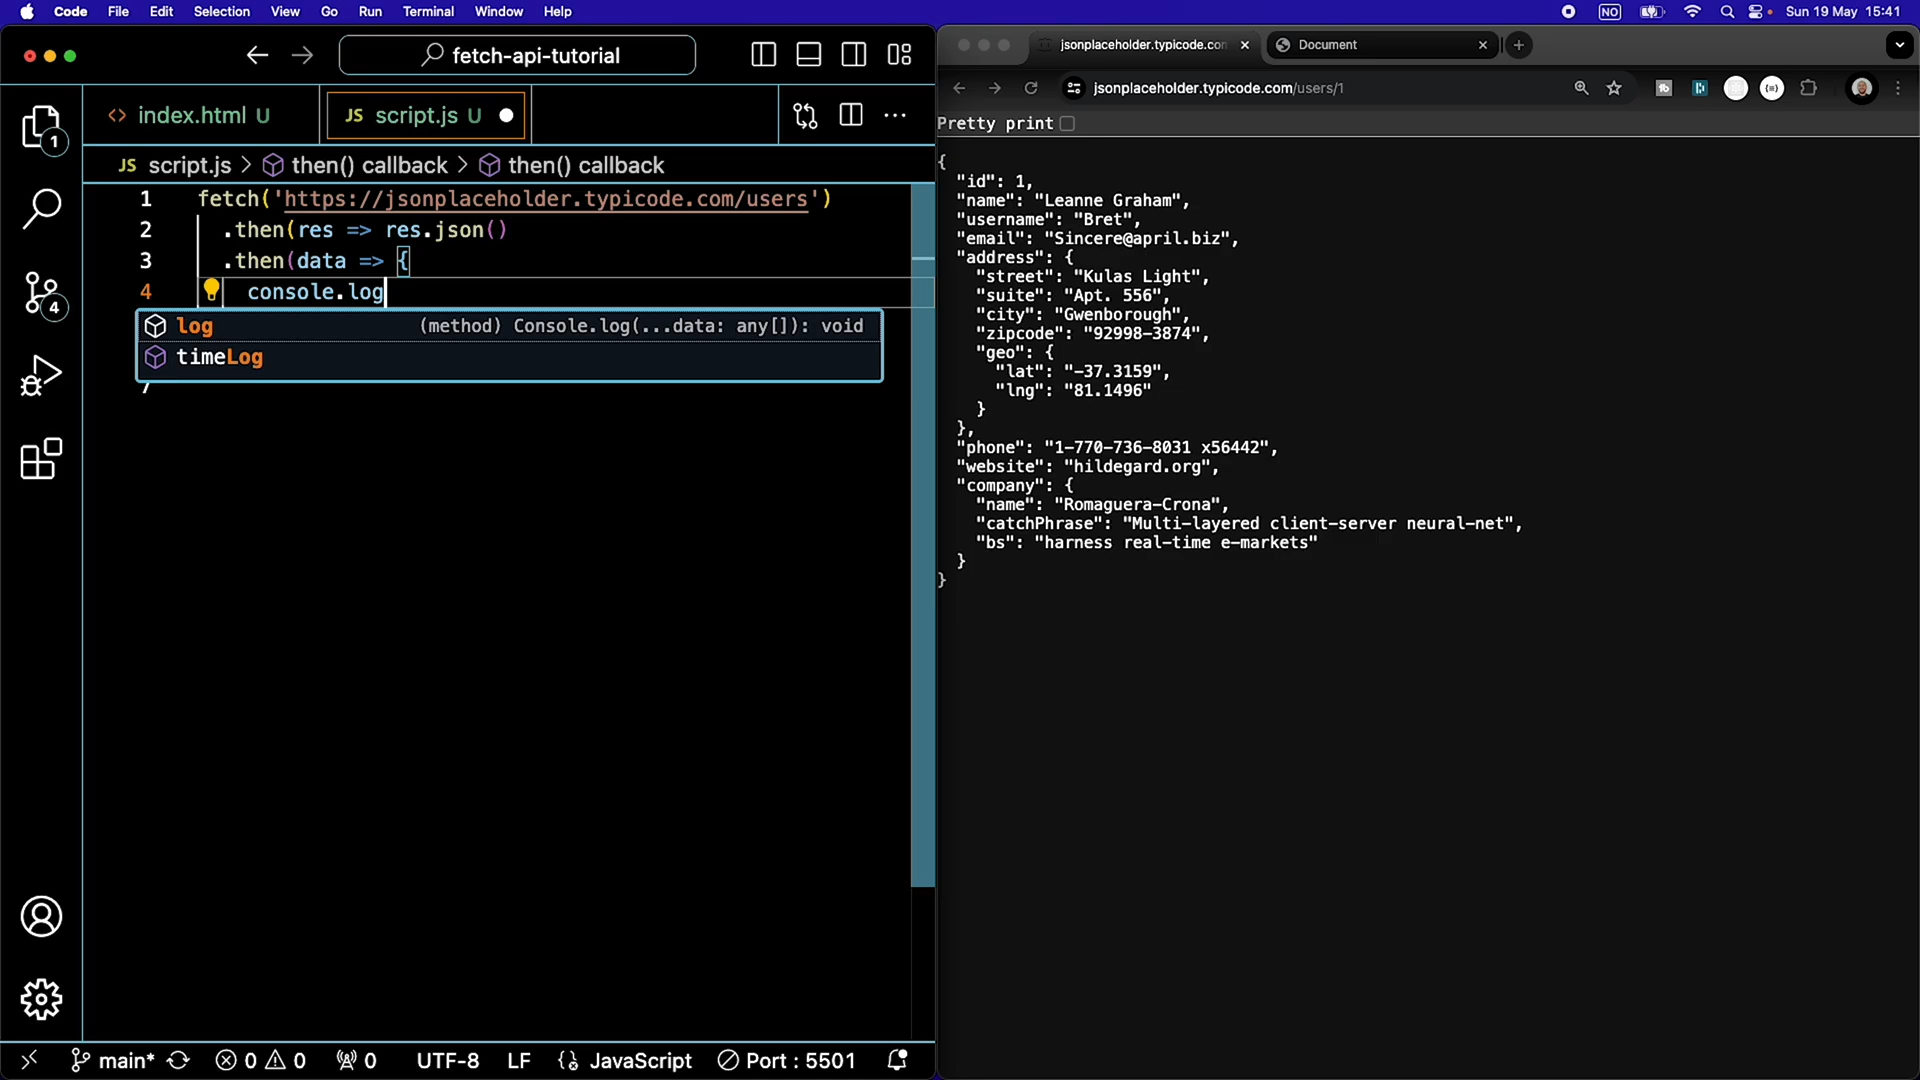 Code File Edit Selection View Go Run Terminal Window Help
NO Sun 19 May 15:41
fetch-api-tutorial
<> index.html U
JS script.js U
JS script.js > then() callback > then() callback
1 fetch('https://jsonplaceholder.typicode.com/users')
2 .then(res => res.json()
3 .then(data => {
4 console.log
log (method) Console.log(...data: any[]): void
timeLog
7
1
4
main* 0 0 0 UTF-8 LF JavaScript Port : 5501
jsonplaceholder.typicode.con
Document
jsonplaceholder.typicode.com/users/1
Pretty print
{
"id": 1,
"name": "Leanne Graham",
"username": "Bret",
"email": "Sincere@april.biz",
"address": {
"street": "Kulas Light",
"suite": "Apt. 556",
"city": "Gwenborough",
"zipcode": "92998-3874",
"geo": {
"lat": "-37.3159",
"lng": "81.1496"
}
},
"phone": "1-770-736-8031 x56442",
"website": "hildegard.org",
"company": {
"name": "Romaguera-Crona",
"catchPhrase": "Multi-layered client-server neural-net",
"bs": "harness real-time e-markets"
}
}